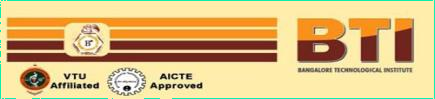 BTI
BANGALORE TECHNOLOGICAL INSTITUTE
VTU
Affiliated
AICTE
Approved